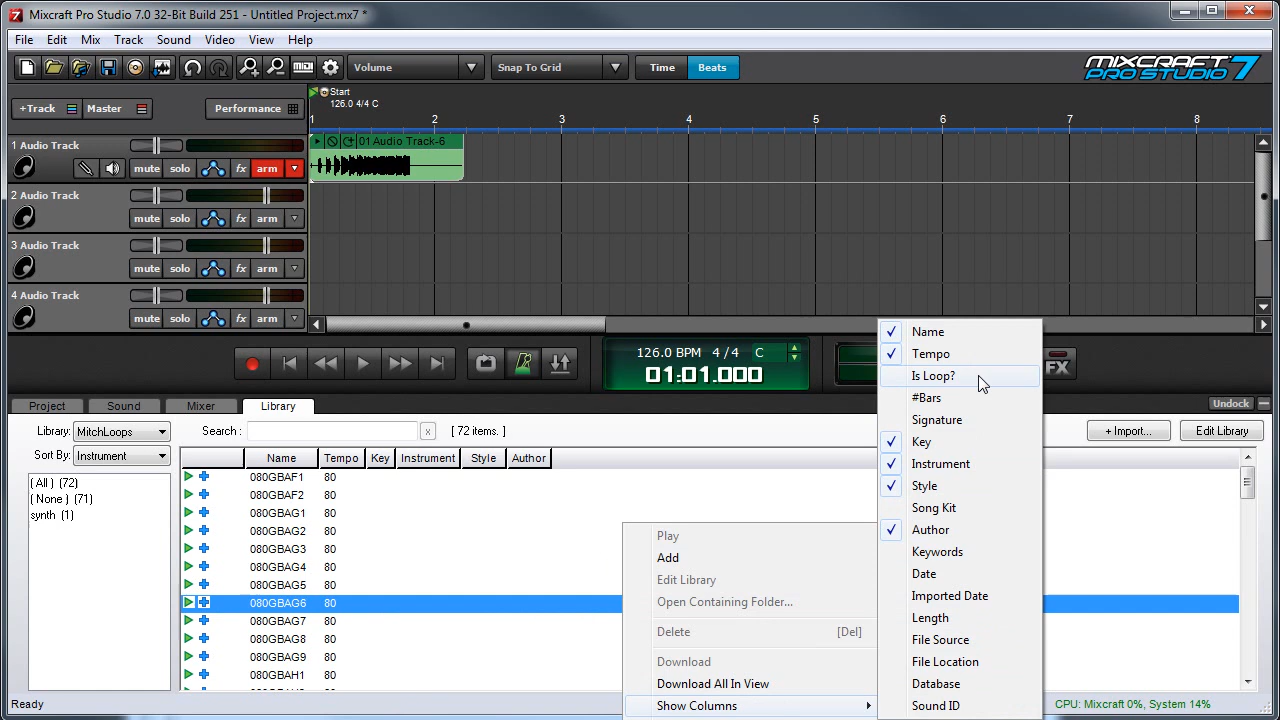 Mixcraft Pro Studio 7.0 32-Bit Build 251 - Untitled Project.mx7 *
File Edit Mix Track Sound Video View Help
Volume Snap To Grid Time Beats MIXCRAFT PRO STUDIO 7
+Track Master Performance
Start
126.0 4/4 C
1 2 3 4 5 6 7 8
1 Audio Track
01 Audio Track-6
mute solo fx arm
2 Audio Track
mute solo fx arm
3 Audio Track
mute solo fx arm
4 Audio Track
mute solo fx arm
126.0 BPM 4 / 4 C
01:01.000
FX
Project Sound Mixer Library Undock
Library: MitchLoops Search : x [ 72 items. ] + Import... Edit Library
Sort By: Instrument
( All ) (72)
( None ) (71)
synth (1)
Name Tempo Key Instrument Style Author
080GBAF1 80
080GBAF2 80
080GBAG1 80
080GBAG2 80
080GBAG3 80
080GBAG4 80
080GBAG5 80
080GBAG6 80
080GBAG7 80
080GBAG8 80
080GBAG9 80
080GBAH1 80
Play
Add
Edit Library
Open Containing Folder...
Delete [Del]
Download
Download All In View
Show Columns
Name
Tempo
Is Loop?
#Bars
Signature
Key
Instrument
Style
Song Kit
Author
Keywords
Date
Imported Date
Length
File Source
File Location
Database
Sound ID
Ready
CPU: Mixcraft 0%, System 14%